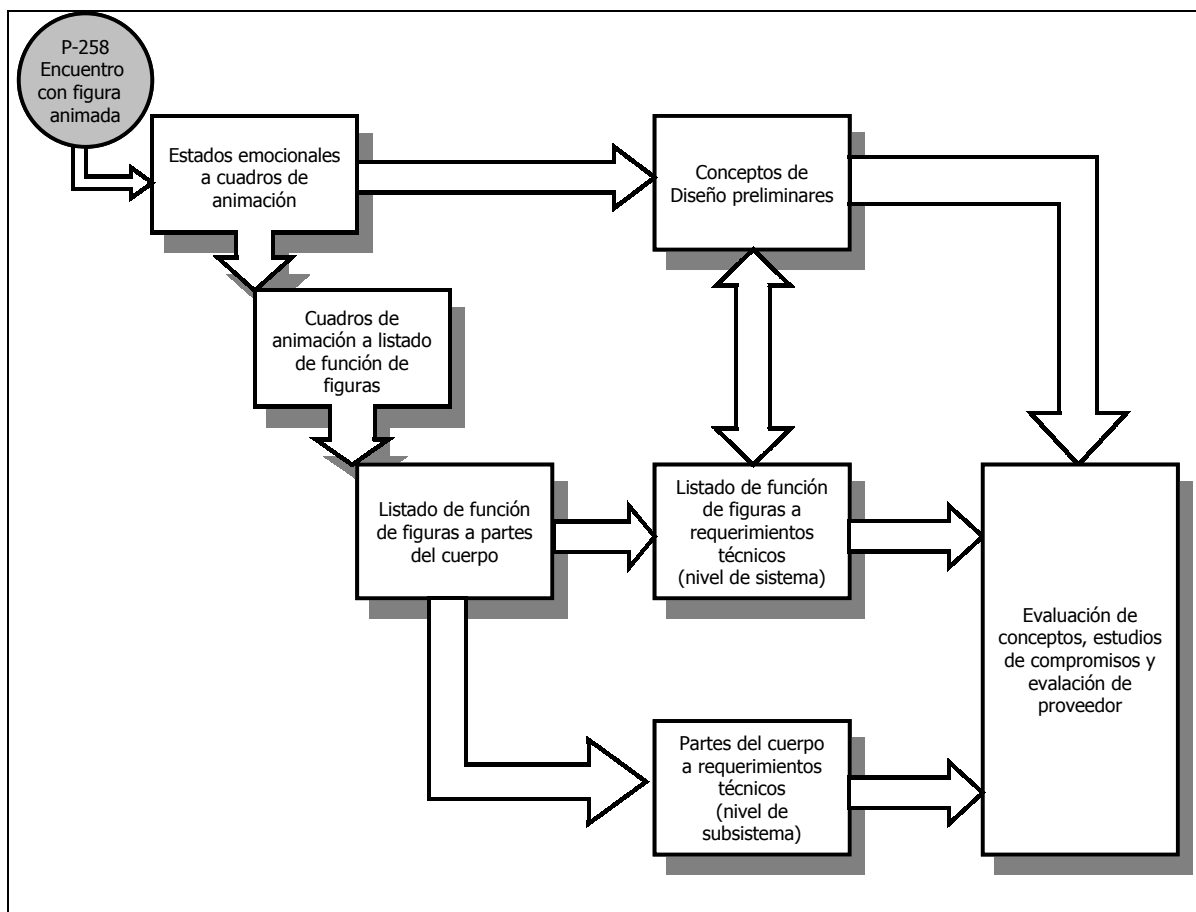 P-258
Encuentro
con figura
animada
Estados emocionales
a cuadros de
animación
Conceptos de
Diseño preliminares
Cuadros de
animación a listado
de función de
figuras
Listado de función
de figuras a partes
del cuerpo
Listado de función
de figuras a
requerimientos
técnicos
(nivel de sistema)
Evaluación de
conceptos, estudios
de compromisos y
evalación de
proveedor
Partes del cuerpo
a requerimientos
técnicos
(nivel de
subsistema)